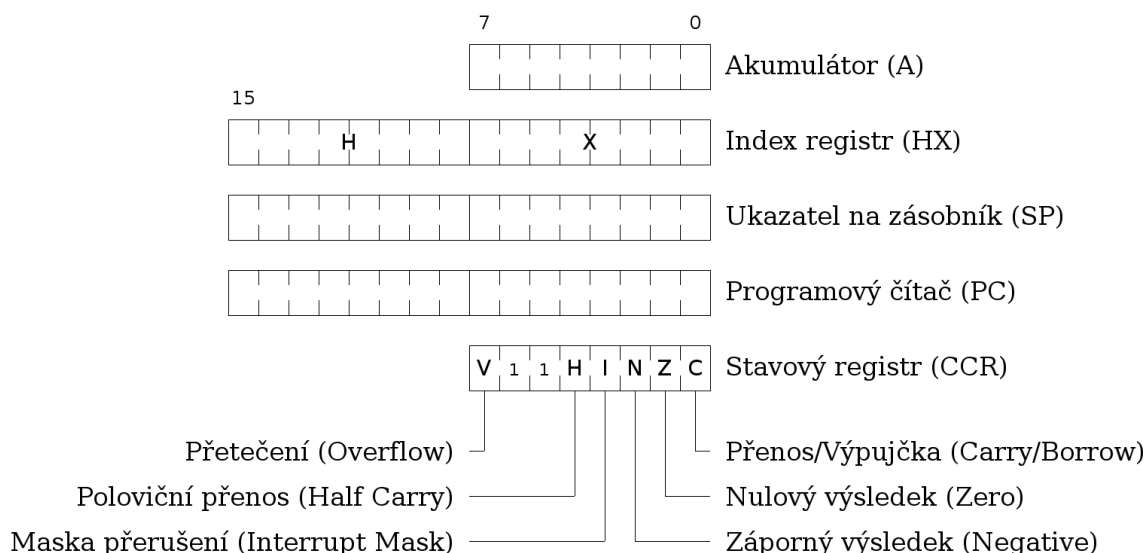 7 0
Akumulátor (A)
15
H X Index registr (HX)
Ukazatel na zásobník (SP)
Programový čítač (PC)
V 1 1 H I N Z C Stavový registr (CCR)
Přetečení (Overflow) Přenos/Výpujčka (Carry/Borrow)
Poloviční přenos (Half Carry) Nulový výsledek (Zero)
Maska přerušení (Interrupt Mask) Záporný výsledek (Negative)